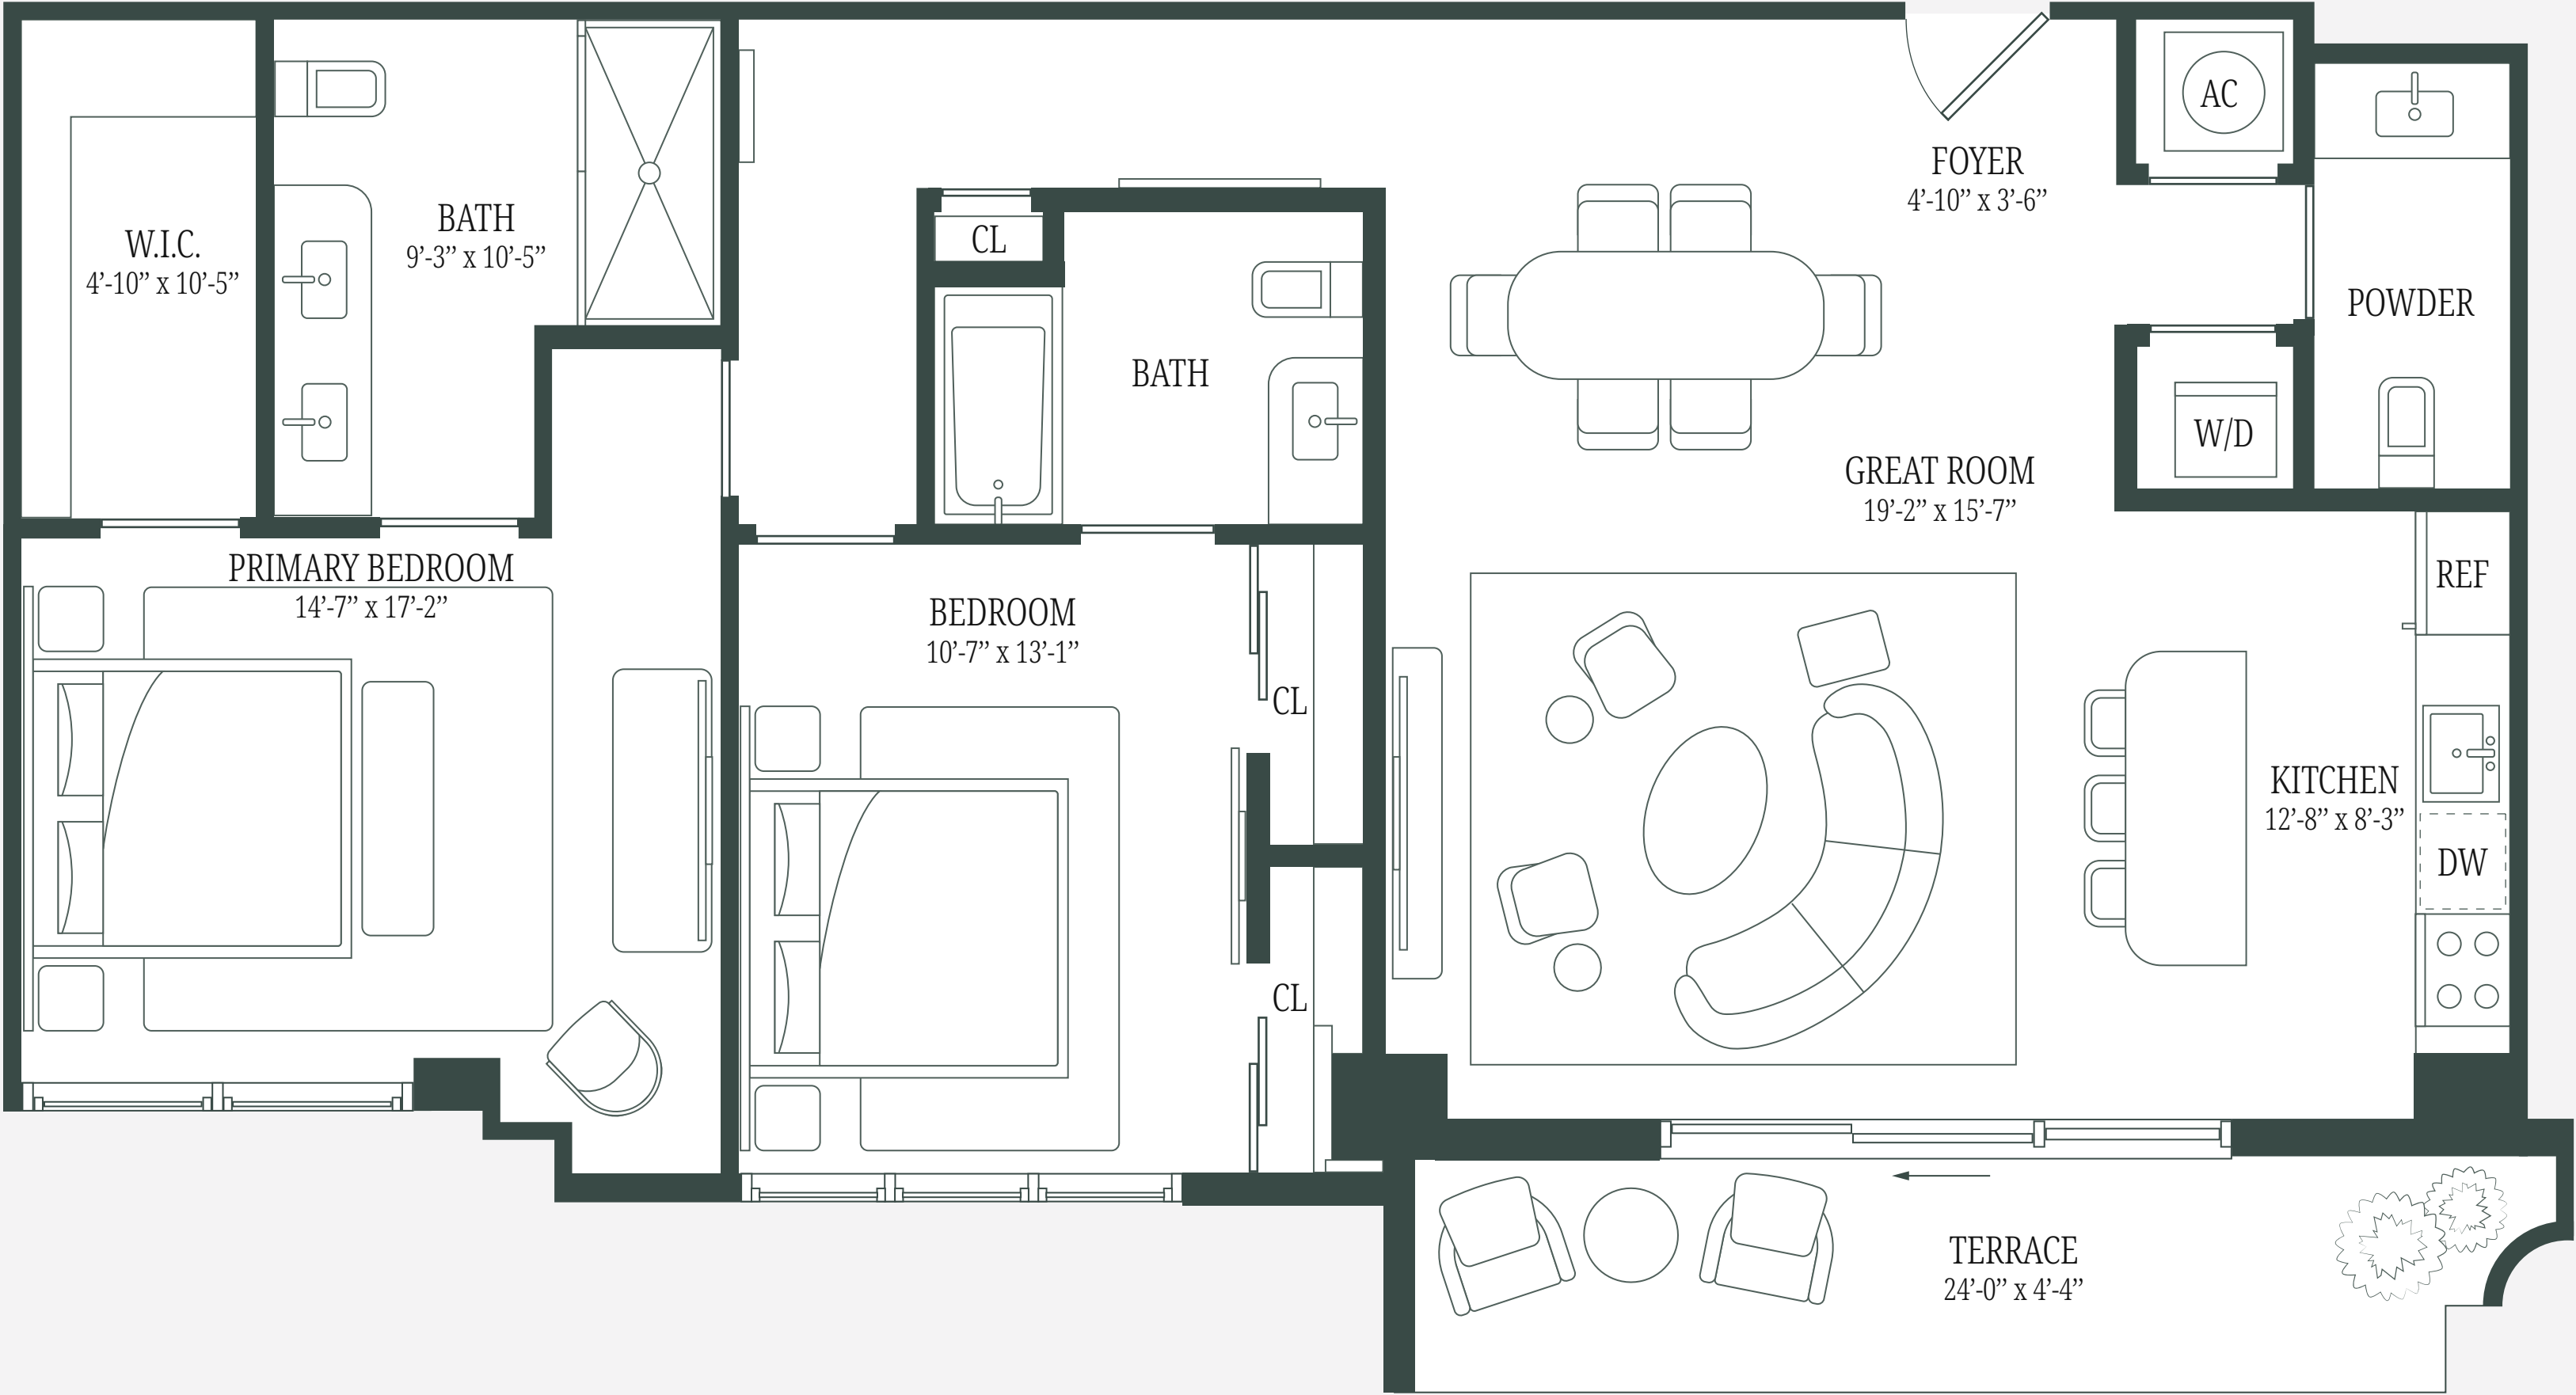 W.I.C.
4’-10” x 10’-5”
BATH
9’-3” x 10’-5”
CL
BATH
FOYER
4’-10” x 3’-6”
AC
POWDER
W/D
GREAT ROOM
19’-2” x 15’-7”
PRIMARY BEDROOM
14’-7” x 17’-2”
BEDROOM
10’-7” x 13’-1”
CL
CL
REF
KITCHEN
12’-8” x 8’-3”
DW
TERRACE
24’-0” x 4’-4”